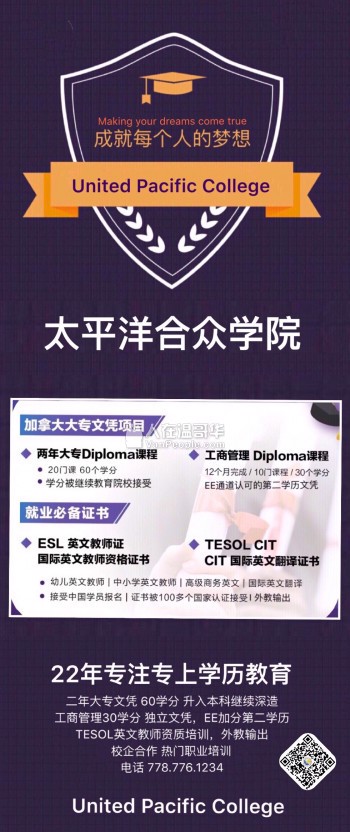 Making your dreams come true
成就每个人的梦想
United Pacific College
太平洋合众学院
人在温哥华
VanPeople.com
加拿大大专文凭项目
两年大专Diploma课程
20门课 60个学分
学分被继续教育院校接受
工商管理 Diploma课程
12个月完成 / 10门课程 / 30个学分
EE通道认可的第二学历文凭
就业必备证书
ESL 英文教师证
国际英文教师资格证书
TESOL CIT
CIT 国际英文翻译证书
幼儿英文教师 | 中小学英文教师 | 高级商务英文 | 国际英文翻译
接受中国学员报名 | 证书被100多个国家认证接受 | 外教输出
22年专注专上学历教育
二年大专文凭 60学分 升入本科继续深造
工商管理30学分 独立文凭，EE加分第二学历
TESOL英文教师资质培训，外教输出
校企合作 热门职业培训
电话 778.776.1234
United Pacific College